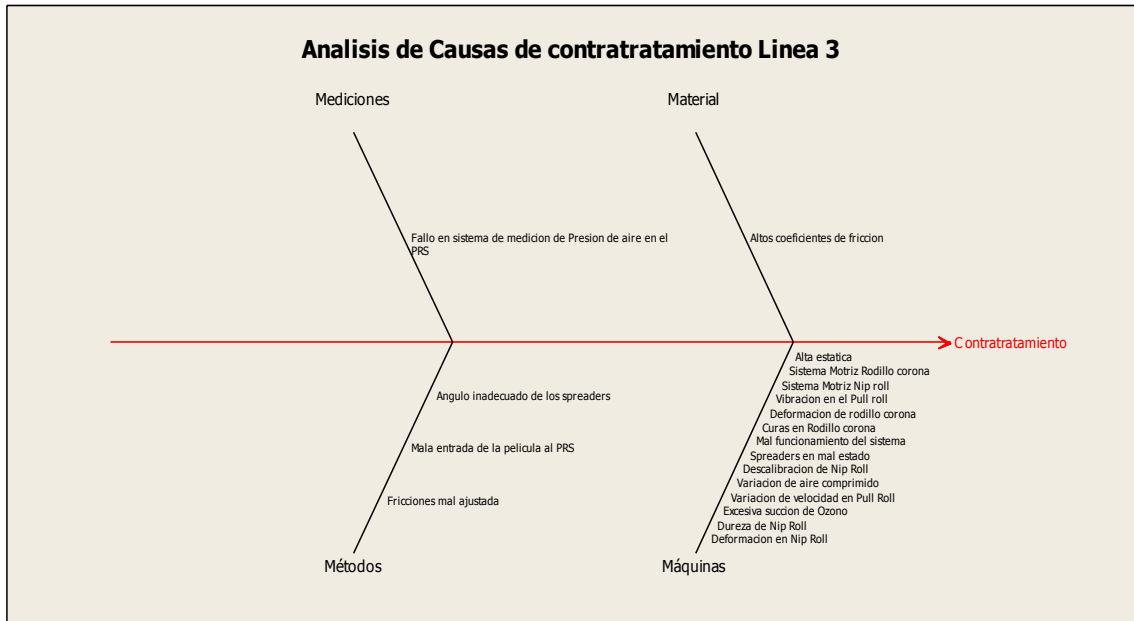 Analisis de Causas de contratratamiento Linea 3
Mediciones
Material
Fallo en sistema de medicion de Presion de aire en el
PRS
Altos coeficientes de friccion
Contratratamiento
Alta estatica
Sistema Motriz Rodillo corona
Sistema Motriz Nip roll
Vibracion en el Pull roll
Deformacion de rodillo corona
Curas en Rodillo corona
Mal funcionamiento del sistema
Spreaders en mal estado
Descalibracion de Nip Roll
Variacion de aire comprimido
Variacion de velocidad en Pull Roll
Excesiva succion de Ozono
Dureza de Nip Roll
Deformacion en Nip Roll
Angulo inadecuado de los spreaders
Mala entrada de la pelicula al PRS
Fricciones mal ajustada
Métodos
Máquinas